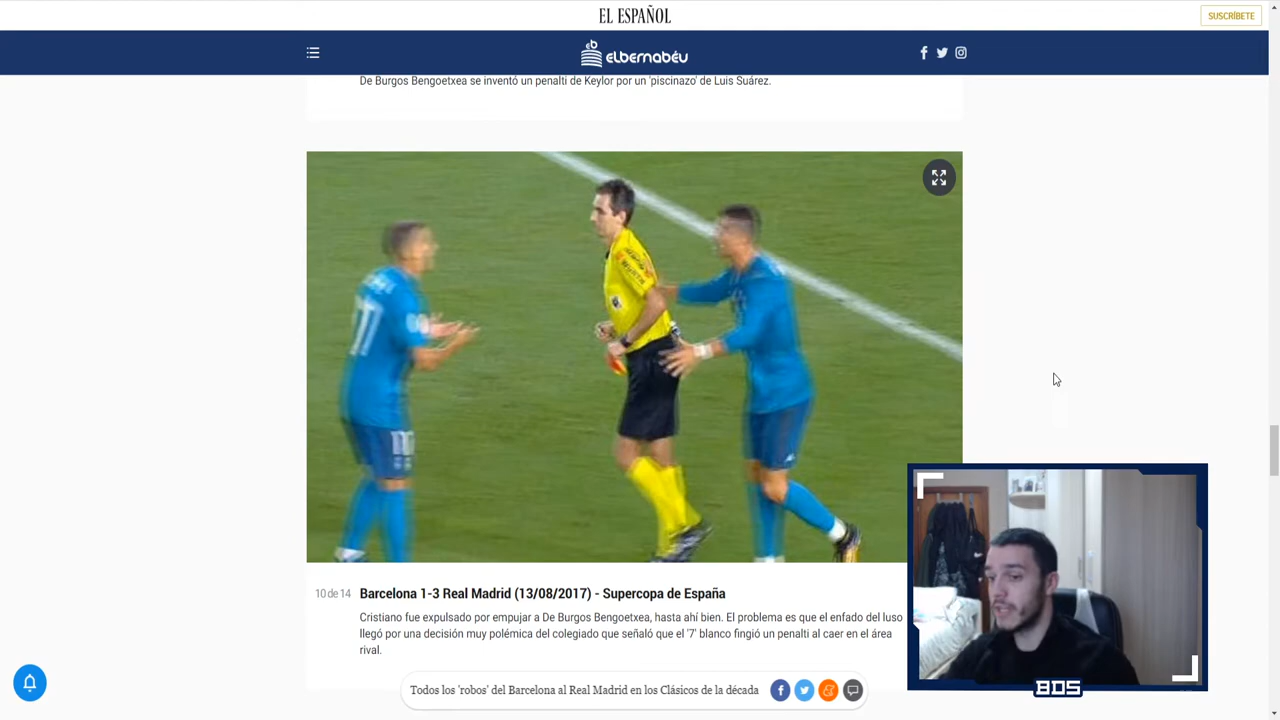 EL ESPAÑOL
SUSCRÍBETE
elbernabéu
De Burgos Bengoetxea se inventó un penalti de Keylor por un 'piscinazo' de Luis Suárez.
10 de 14
Barcelona 1-3 Real Madrid (13/08/2017) - Supercopa de España
Cristiano fue expulsado por empujar a De Burgos Bengoetxea, hasta ahí bien. El problema es que el enfado del luso
llegó por una decisión muy polémica del colegiado que señaló que el '7' blanco fingió un penalti al caer en el área
rival.
Todos los 'robos' del Barcelona al Real Madrid en los Clásicos de la década
BDS